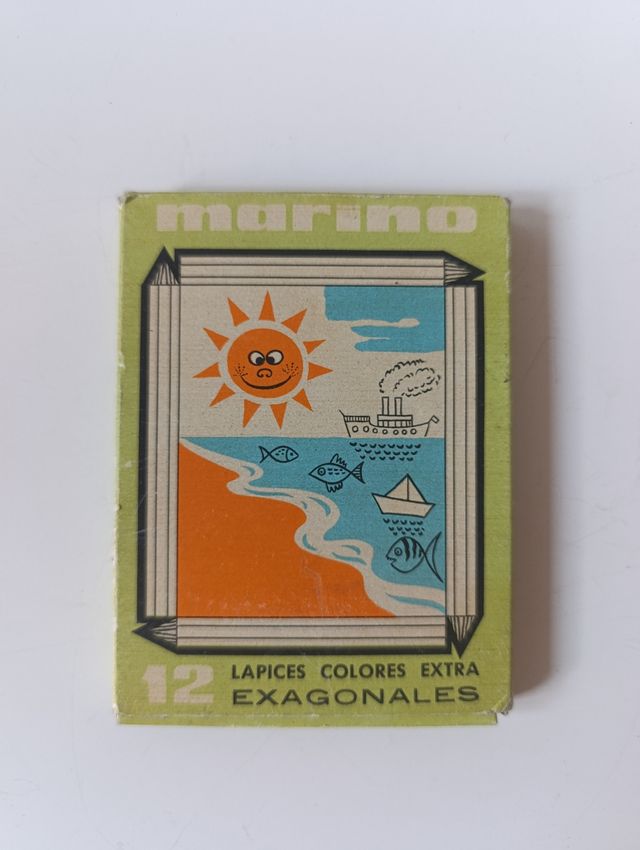 marino
12 LAPICES COLORES EXTRA
EXAGONALES